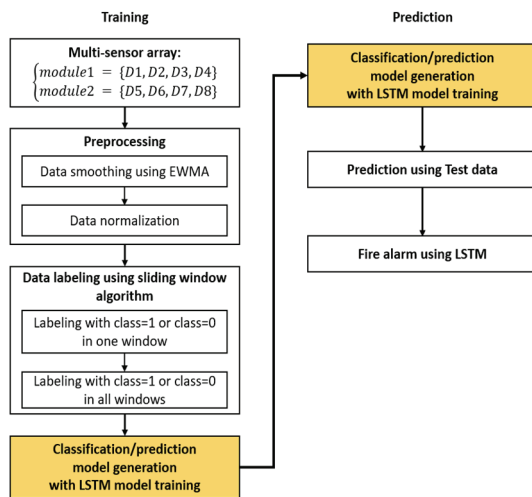 Training
Multi-sensor array:
{module1 = {D1, D2, D3, D4}
{module2 = {D5, D6, D7, D8}
Preprocessing
Data smoothing using EWMA
Data normalization
Data labeling using sliding window
algorithm
Labeling with class=1 or class=0
in one window
Labeling with class=1 or class=0
in all windows
Classification/prediction
model generation
with LSTM model training
Prediction
Classification/prediction
model generation
with LSTM model training
Prediction using Test data
Fire alarm using LSTM